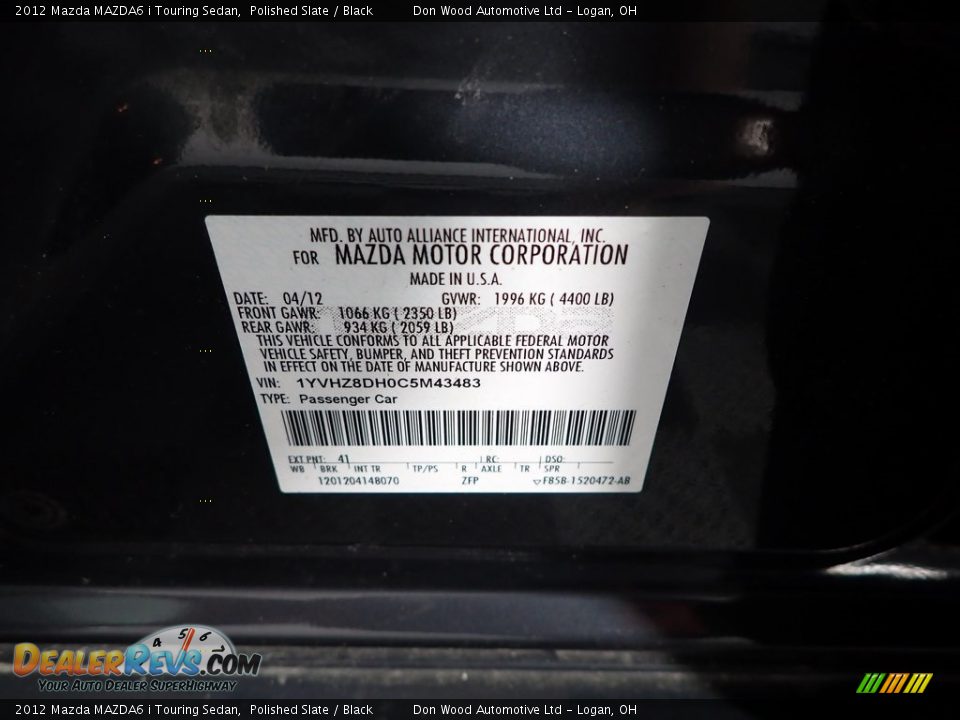 2012 Mazda MAZDA6 i Touring Sedan, Polished Slate / Black Don Wood Automotive Ltd - Logan, OH
MFD. BY AUTO ALLIANCE INTERNATIONAL, INC.
FOR MAZDA MOTOR CORPORATION
MADE IN U.S.A.
DATE: 04/12 GVWR: 1996 KG ( 4400 LB)
FRONT GAWR: 1066 KG ( 2350 LB)
REAR GAWR: 934 KG ( 2059 LB)
THIS VEHICLE CONFORMS TO ALL APPLICABLE FEDERAL MOTOR
VEHICLE SAFETY, BUMPER, AND THEFT PREVENTION STANDARDS
IN EFFECT ON THE DATE OF MANUFACTURE SHOWN ABOVE.
VIN: 1YVHZ8DH0C5M43483
TYPE: Passenger Car
EXT PNT: 41 RC: DSO:
WB BRK INT TR TP/PS R AXLE TR SPR
1201204148070 ZFP F85B-1520472-AB
4 5 6
DEALERREVS.COM
YOUR AUTO DEALER SUPERHIGHWAY
2012 Mazda MAZDA6 i Touring Sedan, Polished Slate / Black Don Wood Automotive Ltd - Logan, OH